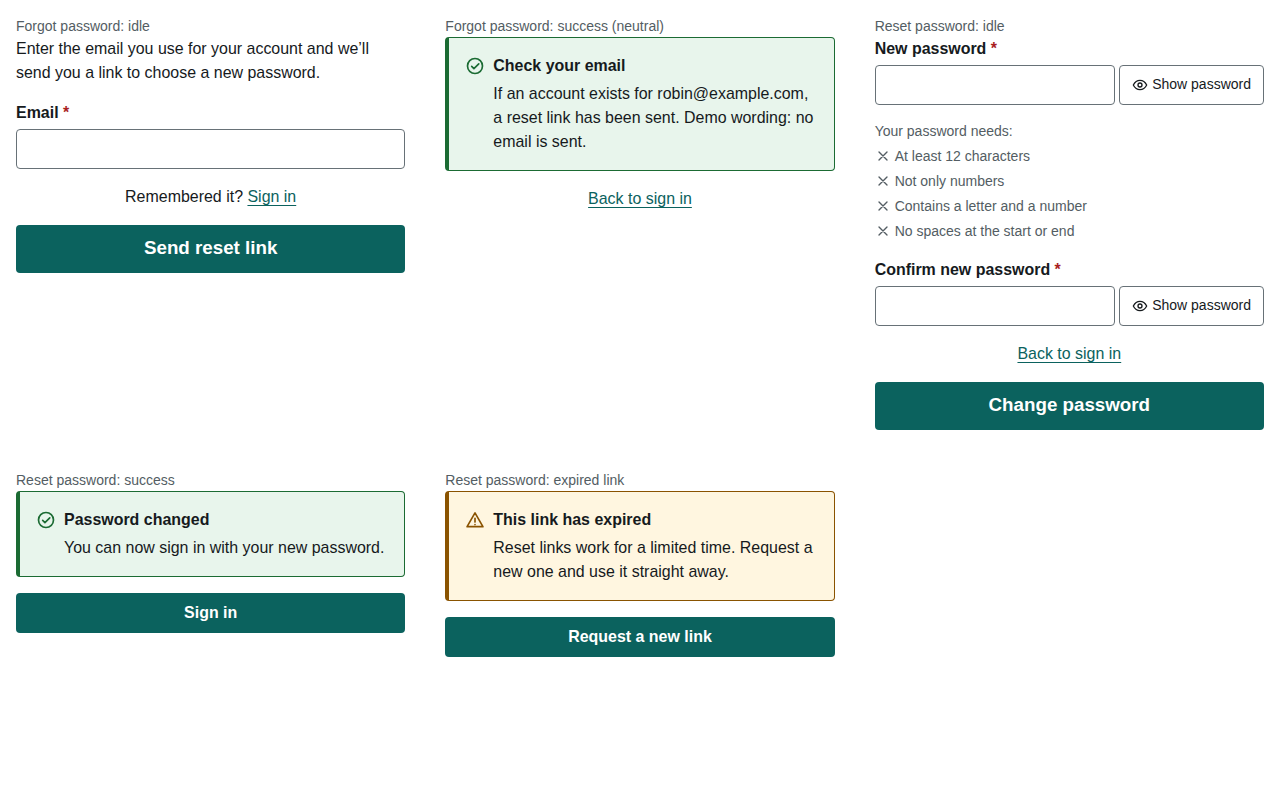 Forgot password: idle
Enter the email you use for your account and we’ll
send you a link to choose a new password.
Email *
Remembered it? Sign in
Send reset link
Forgot password: success (neutral)
Check your email
If an account exists for robin@example.com,
a reset link has been sent. Demo wording: no
email is sent.
Back to sign in
Reset password: idle
New password *
Show password
Your password needs:
At least 12 characters
Not only numbers
Contains a letter and a number
No spaces at the start or end
Confirm new password *
Show password
Back to sign in
Change password
Reset password: success
Password changed
You can now sign in with your new password.
Sign in
Reset password: expired link
This link has expired
Reset links work for a limited time. Request a
new one and use it straight away.
Request a new link